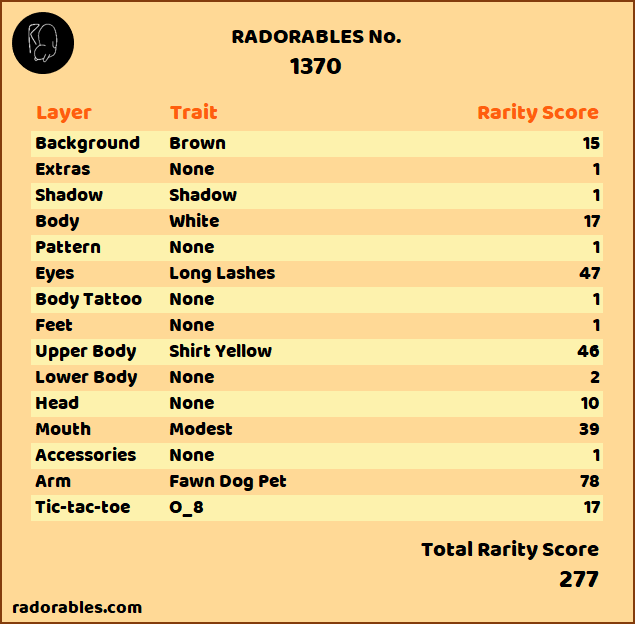 RADORABLES No.
1370
Layer Trait Rarity Score
Background Brown 15
Extras None 1
Shadow Shadow 1
Body White 17
Pattern None 1
Eyes Long Lashes 47
Body Tattoo None 1
Feet None 1
Upper Body Shirt Yellow 46
Lower Body None 2
Head None 10
Mouth Modest 39
Accessories None 1
Arm Fawn Dog Pet 78
Tic-tac-toe O_8 17
Total Rarity Score
277
radorables.com